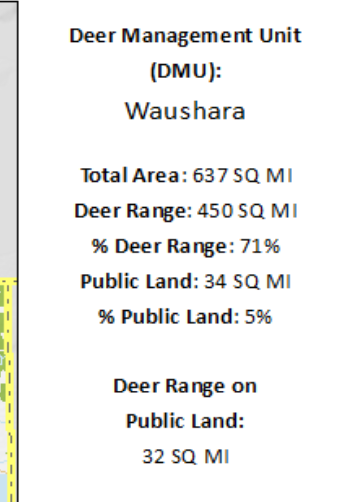 Deer Management Unit
(DMU):
Waushara
Total Area: 637 SQ MI
Deer Range: 450 SQ MI
% Deer Range: 71%
Public Land: 34 SQ MI
% Public Land: 5%
Deer Range on
Public Land:
32 SQ MI